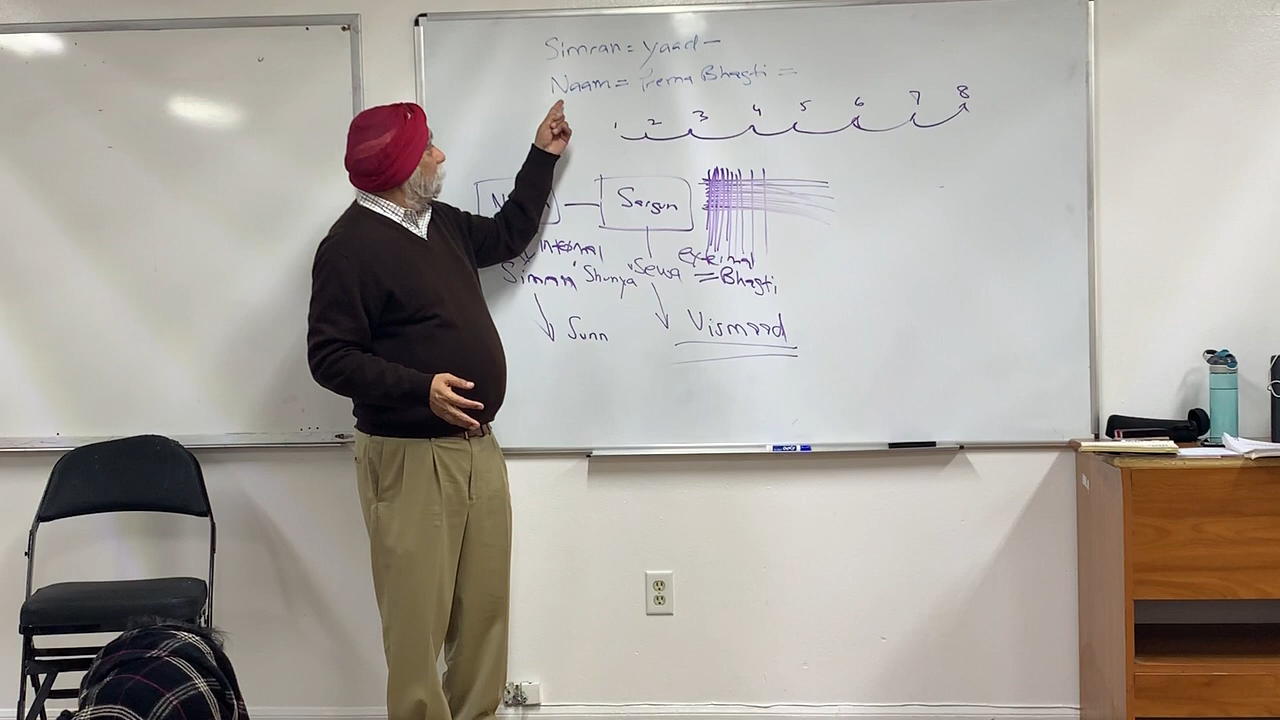 Simran = Yaad -
Naam = Prema Bhagti =
1 2 3 4 5 6 7 8
Sargun
internal external
Simran "Shunya" Sewa = Bhagti
Sunn Vismaad